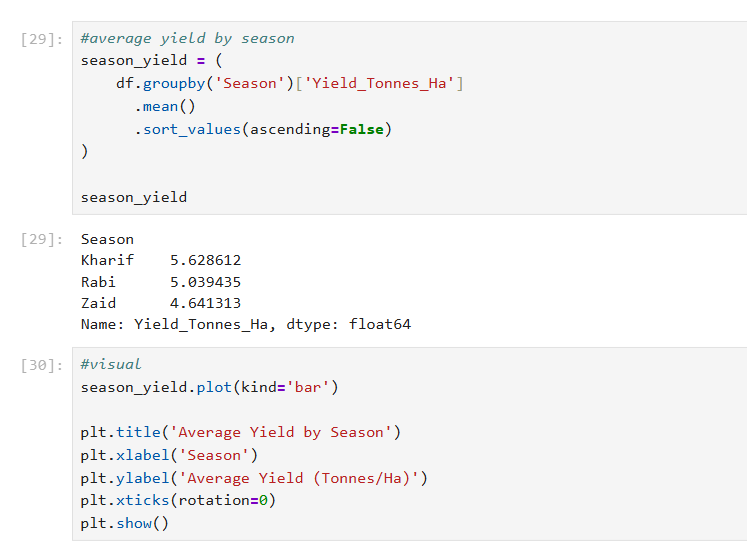 [29]: #average yield by season
season_yield = (
    df.groupby('Season')['Yield_Tonnes_Ha']
      .mean()
      .sort_values(ascending=False)
)
season_yield
[29]: Season
Kharif    5.628612
Rabi      5.039435
Zaid      4.641313
Name: Yield_Tonnes_Ha, dtype: float64
[30]: #visual
season_yield.plot(kind='bar')
plt.title('Average Yield by Season')
plt.xlabel('Season')
plt.ylabel('Average Yield (Tonnes/Ha)')
plt.xticks(rotation=0)
plt.show()